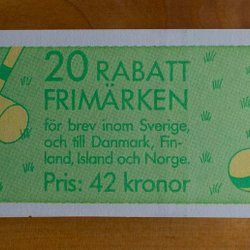 20 RABATT
FRIMÄRKEN
för brev inom Sverige,
och till Danmark, Fin-
land, Island och Norge.
Pris: 42 kronor